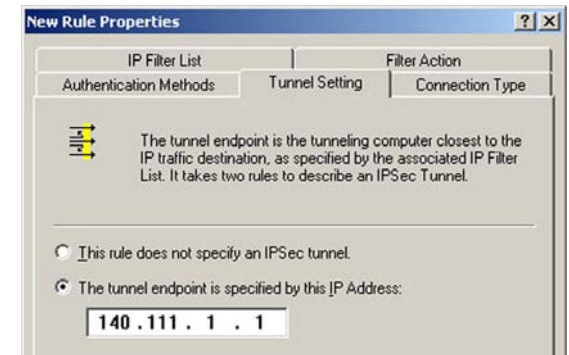 New Rule Properties
IP Filter List
Filter Action
Authentication Methods
Tunnel Setting
Connection Type
The tunnel endpoint is the tunneling computer closest to the
IP traffic destination, as specified by the associated IP Filter
List. It takes two rules to describe an IPSec Tunnel.
This rule does not specify an IPSec tunnel.
The tunnel endpoint is specified by this IP Address:
140 . 111 . 1 . 1